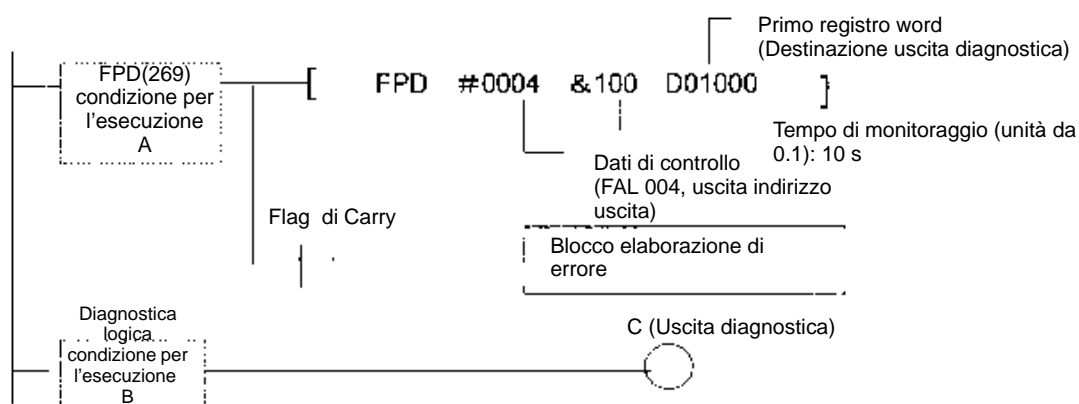 Primo registro word
(Destinazione uscita diagnostica)
FPD(269)
condizione per
l'esecuzione
A
[ FPD #0004 &100 D01000 ]
Tempo di monitoraggio (unità da
0.1): 10 s
Dati di controllo
(FAL 004, uscita indirizzo
uscita)
Flag di Carry
Blocco elaborazione di
errore
Diagnostica
logica
condizione per
l'esecuzione
B
C (Uscita diagnostica)